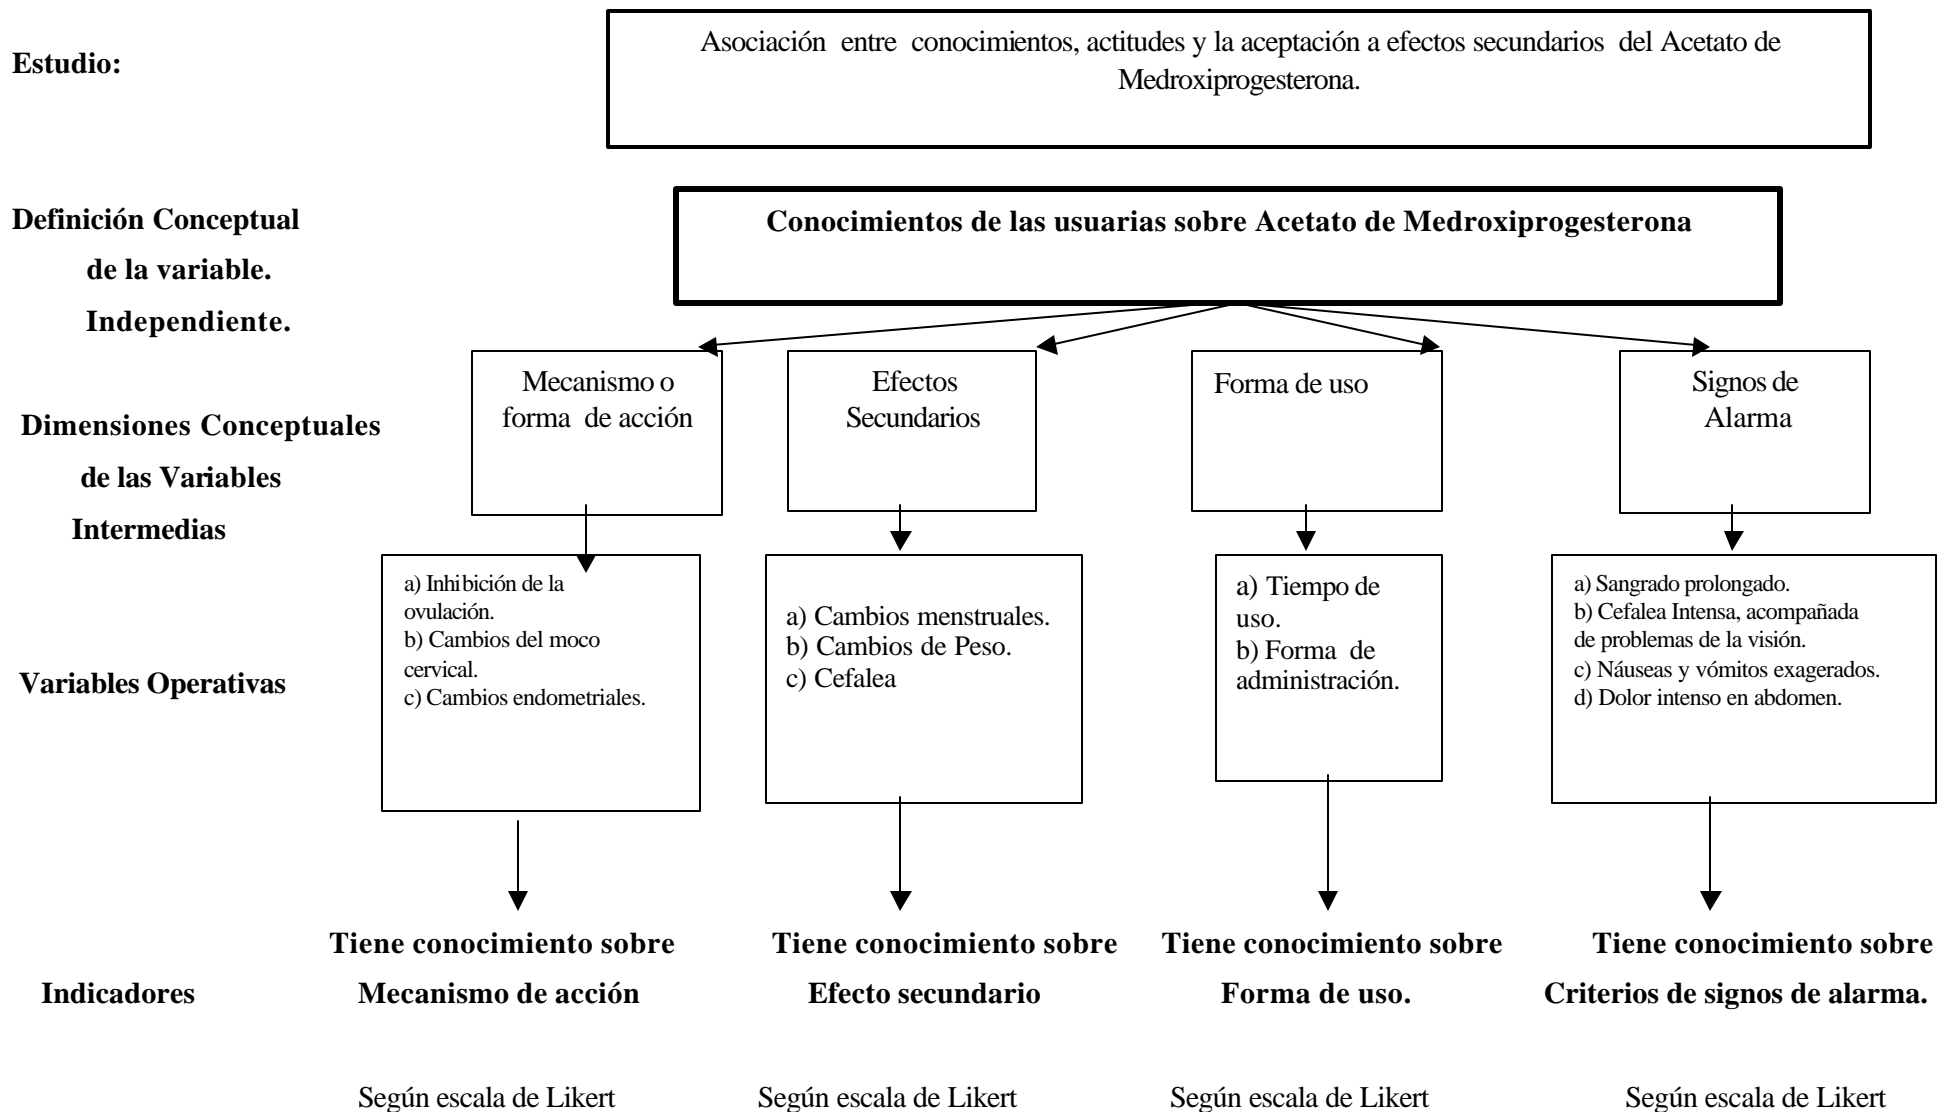 Estudio:
Asociación entre conocimientos, actitudes y la aceptación a efectos secundarios del Acetato de
Medroxiprogesterona.
Definición Conceptual
de la variable.
Independiente.
Conocimientos de las usuarias sobre Acetato de Medroxiprogesterona
Dimensiones Conceptuales
de las Variables
Intermedias
Mecanismo o
forma de acción
Efectos
Secundarios
Forma de uso
Signos de
Alarma
Variables Operativas
a) Inhibición de la
ovulación.
b) Cambios del moco
cervical.
c) Cambios endometriales.
a) Cambios menstruales.
b) Cambios de Peso.
c) Cefalea
a) Tiempo de
uso.
b) Forma de
administración.
a) Sangrado prolongado.
b) Cefalea Intensa, acompañada
de problemas de la visión.
c) Náuseas y vómitos exagerados.
d) Dolor intenso en abdomen.
Indicadores
Tiene conocimiento sobre
Mecanismo de acción
Tiene conocimiento sobre
Efecto secundario
Tiene conocimiento sobre
Forma de uso.
Tiene conocimiento sobre
Criterios de signos de alarma.
Según escala de Likert
Según escala de Likert
Según escala de Likert
Según escala de Likert